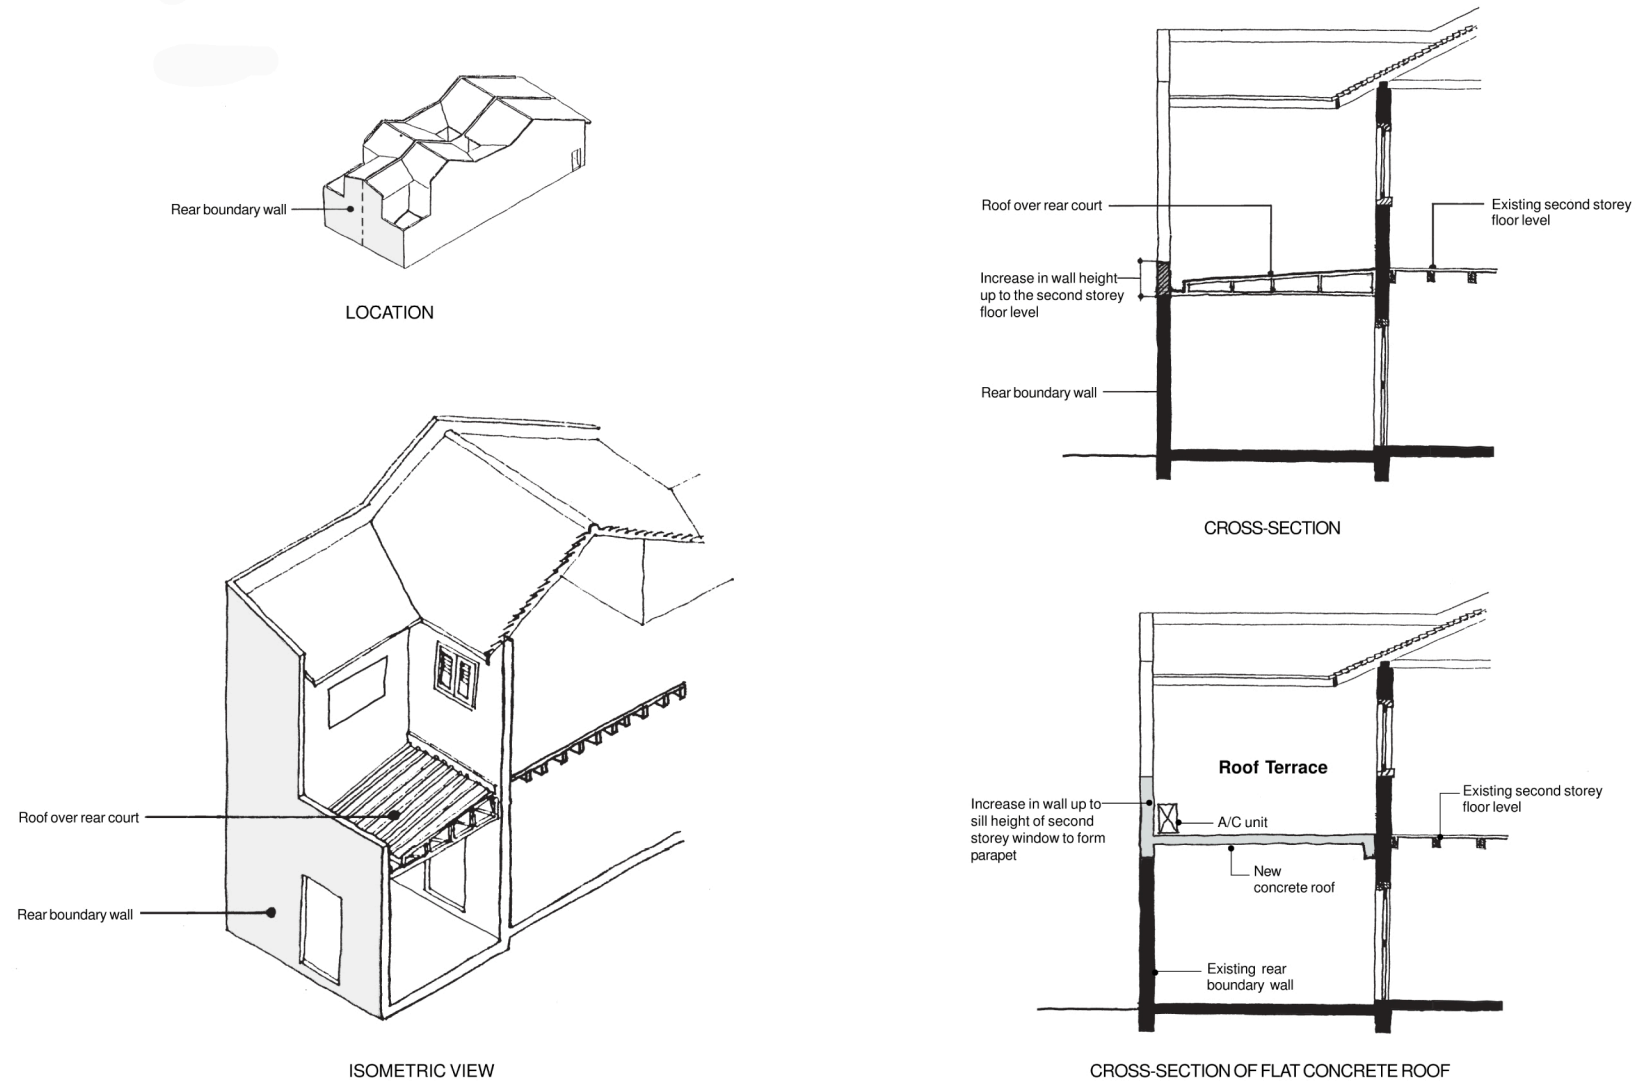 Rear boundary wall
LOCATION
Roof over rear court
Existing second storey
floor level
Increase in wall height
up to the second storey
floor level
Rear boundary wall
CROSS-SECTION
Roof over rear court
Rear boundary wall
ISOMETRIC VIEW
Roof Terrace
Increase in wall up to
sill height of second
storey window to form
parapet
A/C unit
Existing second storey
floor level
New
concrete roof
Existing rear
boundary wall
CROSS-SECTION OF FLAT CONCRETE ROOF